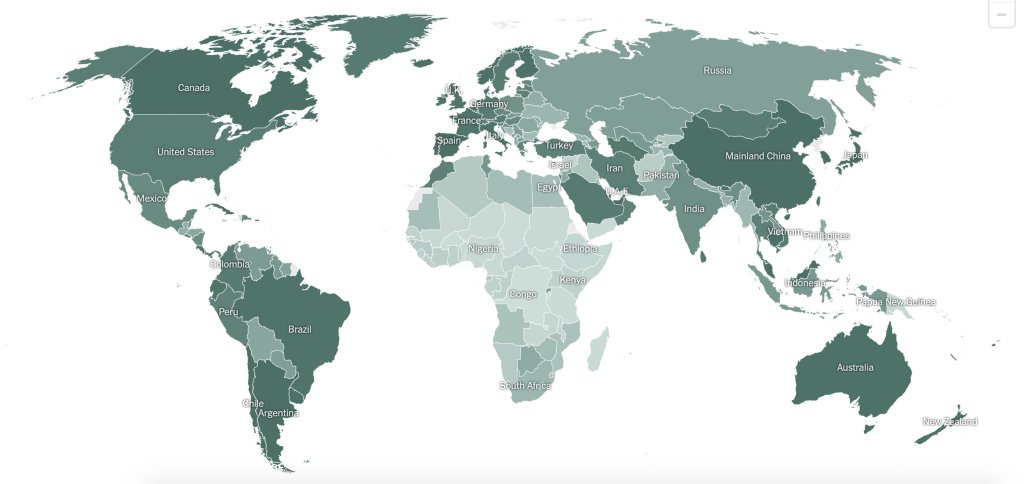 Canada
Russia
U.K.
Germany
France
Italy
Spain
Turkey
Japan
United States
Mainland China
Israel
Iran
Pakistan
Egypt
U.A.E.
Mexico
India
Vietnam
Philippines
Nigeria
Ethiopia
Colombia
Kenya
Indonesia
Congo
Papua New Guinea
Peru
Brazil
Australia
South Africa
Chile
Argentina
New Zealand